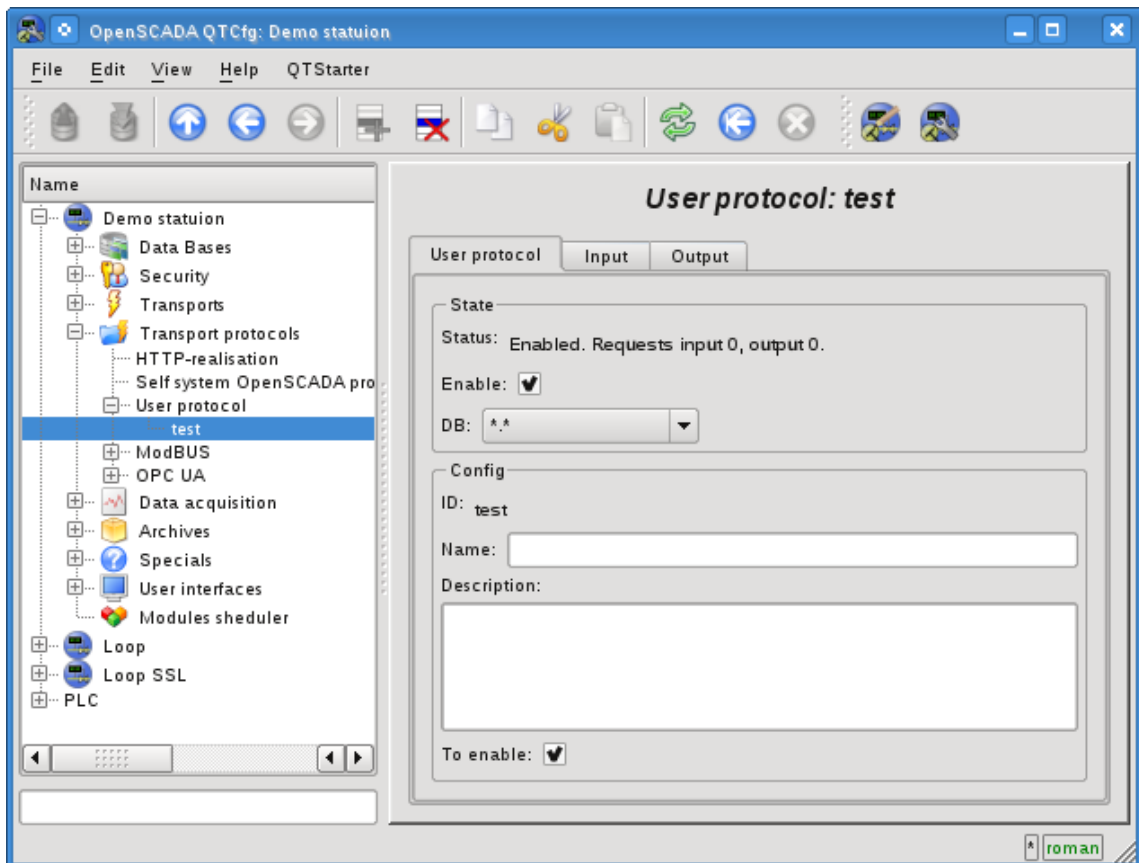 OpenSCADA QTCfg: Demo statuion
File Edit View Help QTStarter
Name
Demo statuion
Data Bases
Security
Transports
Transport protocols
HTTP-realisation
Self system OpenSCADA pro
User protocol
test
ModBUS
OPC UA
Data acquisition
Archives
Specials
User interfaces
Modules sheduler
Loop
Loop SSL
PLC
User protocol: test
User protocol Input Output
State
Status: Enabled. Requests input 0, output 0.
Enable:
DB: *.*
Config
ID: test
Name:
Description:
To enable:
* roman